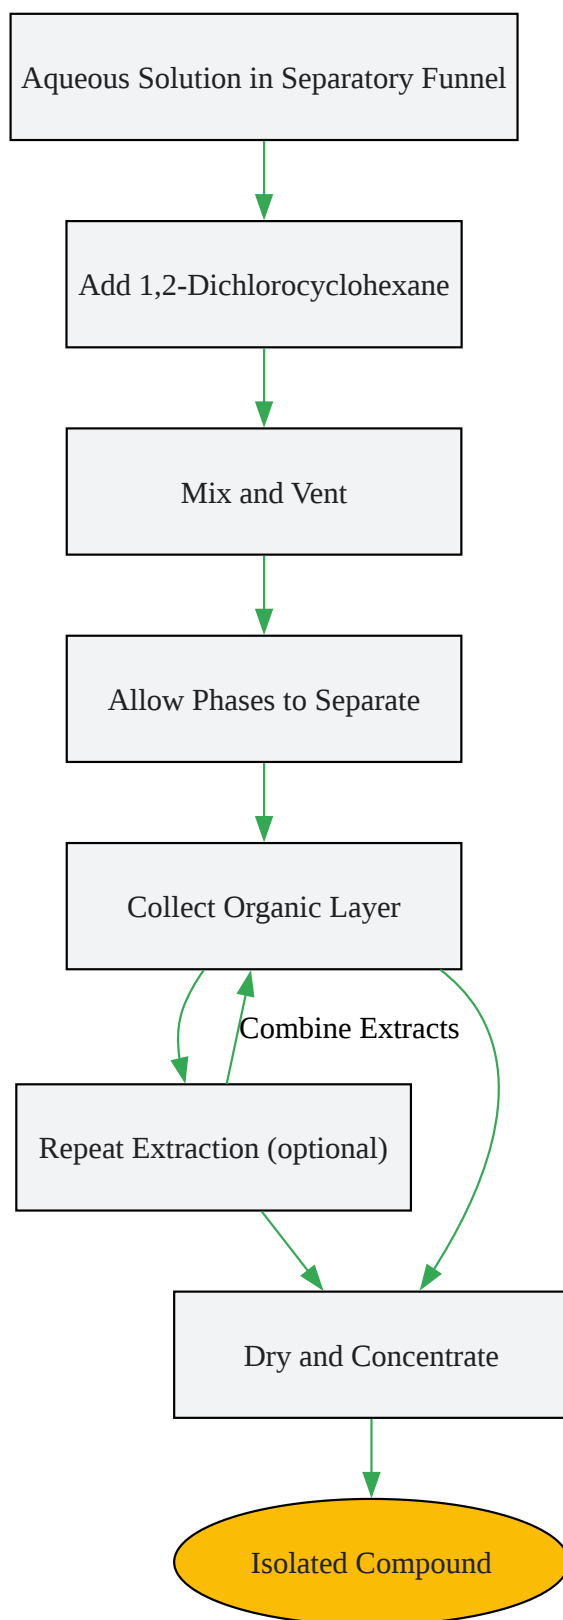 Aqueous Solution in Separatory Funnel
Add 1,2-Dichlorocyclohexane
Mix and Vent
Allow Phases to Separate
Collect Organic Layer
Combine Extracts
Repeat Extraction (optional)
Dry and Concentrate
Isolated Compound